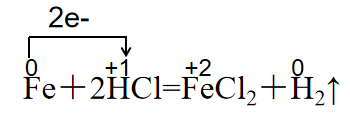 2e-
0 +1 +2 0
Fe+2HCl=FeCl₂+H₂↑